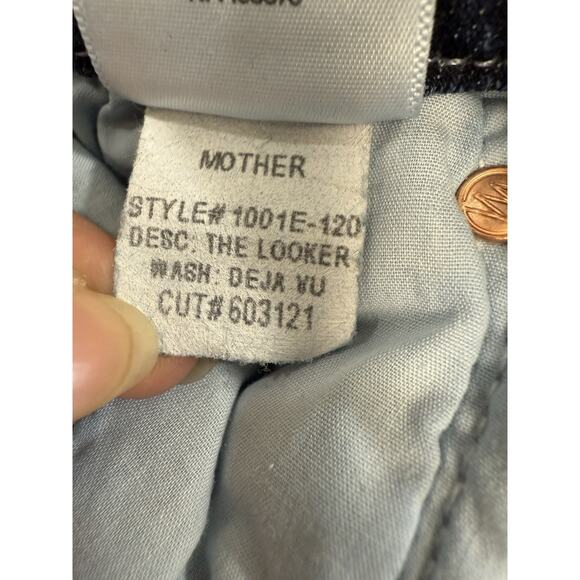 MOTHER
STYLE# 1001E-120
DESC: THE LOOKER
WASH: DEJA VU
CUT# 603121